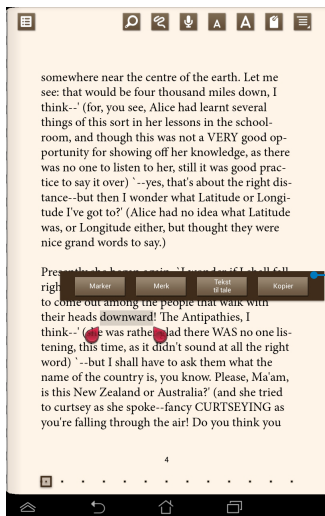 A
A
somewhere near the centre of the earth. Let me
see: that would be four thousand miles down, I
think--' (for, you see, Alice had learnt several
things of this sort in her lessons in the school-
room, and though this was not a VERY good op-
portunity for showing off her knowledge, as there
was no one to listen to her, still it was good prac-
tice to say it over) `--yes, that's about the right dis-
tance--but then I wonder what Latitude or Longi-
tude I've got to?' (Alice had no idea what Latitude
was, or Longitude either, but thought they were
nice grand words to say.)
Marker
Merk
Tekst
til tale
Kopier
to come out among the people that walk with
their heads downward! The Antipathies, I
think--' (she was rather glad there WAS no one lis-
tening, this time, as it didn't sound at all the right
word) `--but I shall have to ask them what the
name of the country is, you know. Please, Ma'am,
is this New Zealand or Australia?' (and she tried
to curtsey as she spoke--fancy CURTSEYING as
you're falling through the air! Do you think you
4